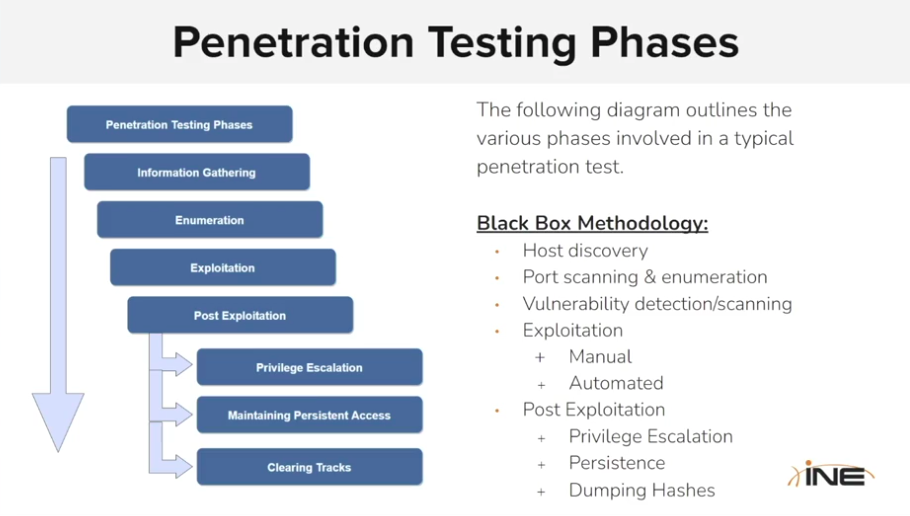 Penetration Testing Phases
Penetration Testing Phases
Information Gathering
Enumeration
Exploitation
Post Exploitation
Privilege Escalation
Maintaining Persistent Access
Clearing Tracks
The following diagram outlines the
various phases involved in a typical
penetration test.
Black Box Methodology:
• Host discovery
• Port scanning & enumeration
• Vulnerability detection/scanning
• Exploitation
+ Manual
+ Automated
• Post Exploitation
+ Privilege Escalation
+ Persistence
+ Dumping Hashes
INE